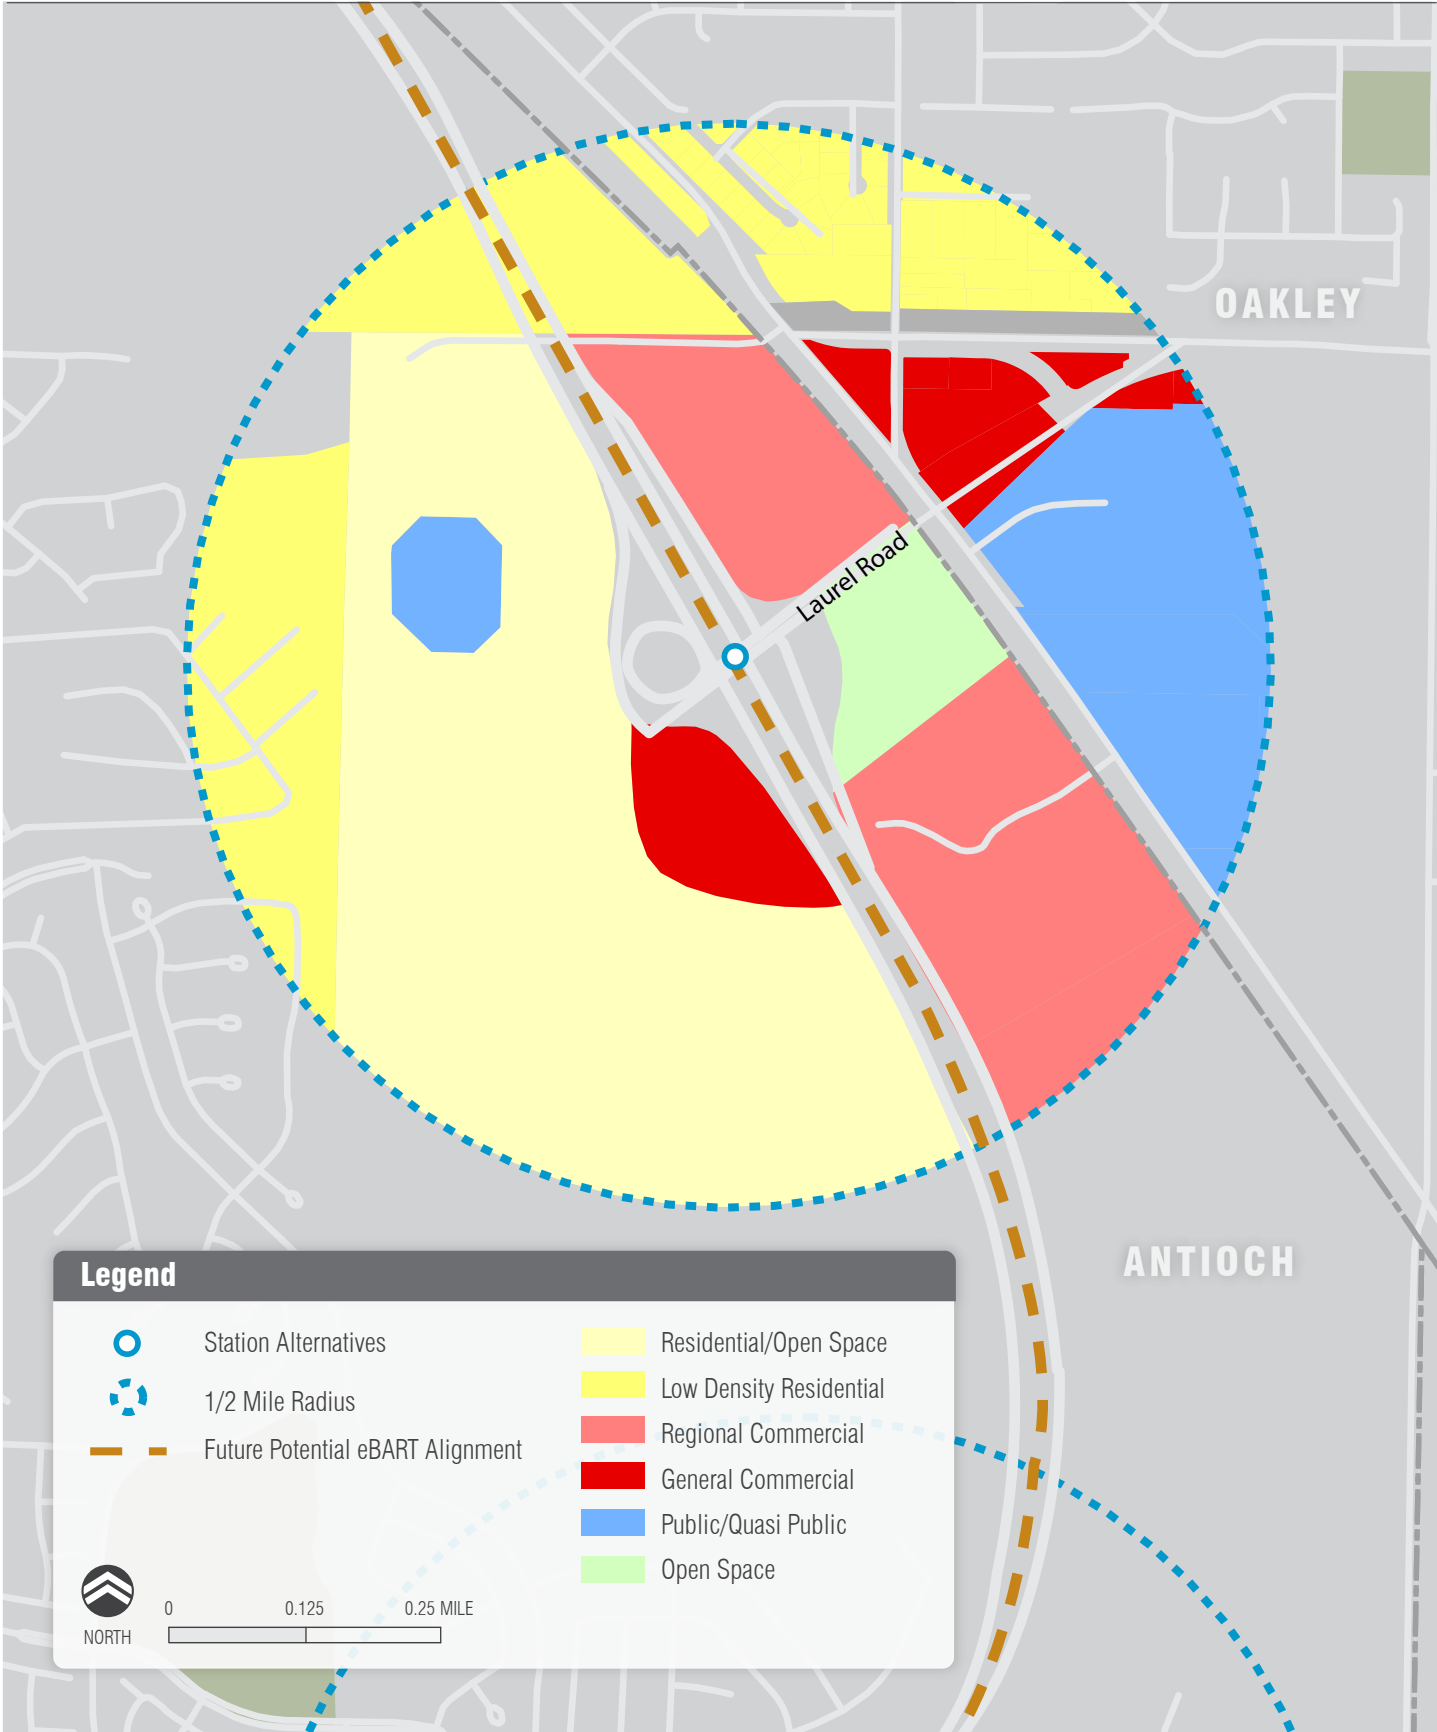 OAKLEY
Laurel Road
ANTIOCH
Legend
Station Alternatives
1/2 Mile Radius
Future Potential eBART Alignment
Residential/Open Space
Low Density Residential
Regional Commercial
General Commercial
Public/Quasi Public
Open Space
NORTH
0 0.125 0.25 MILE